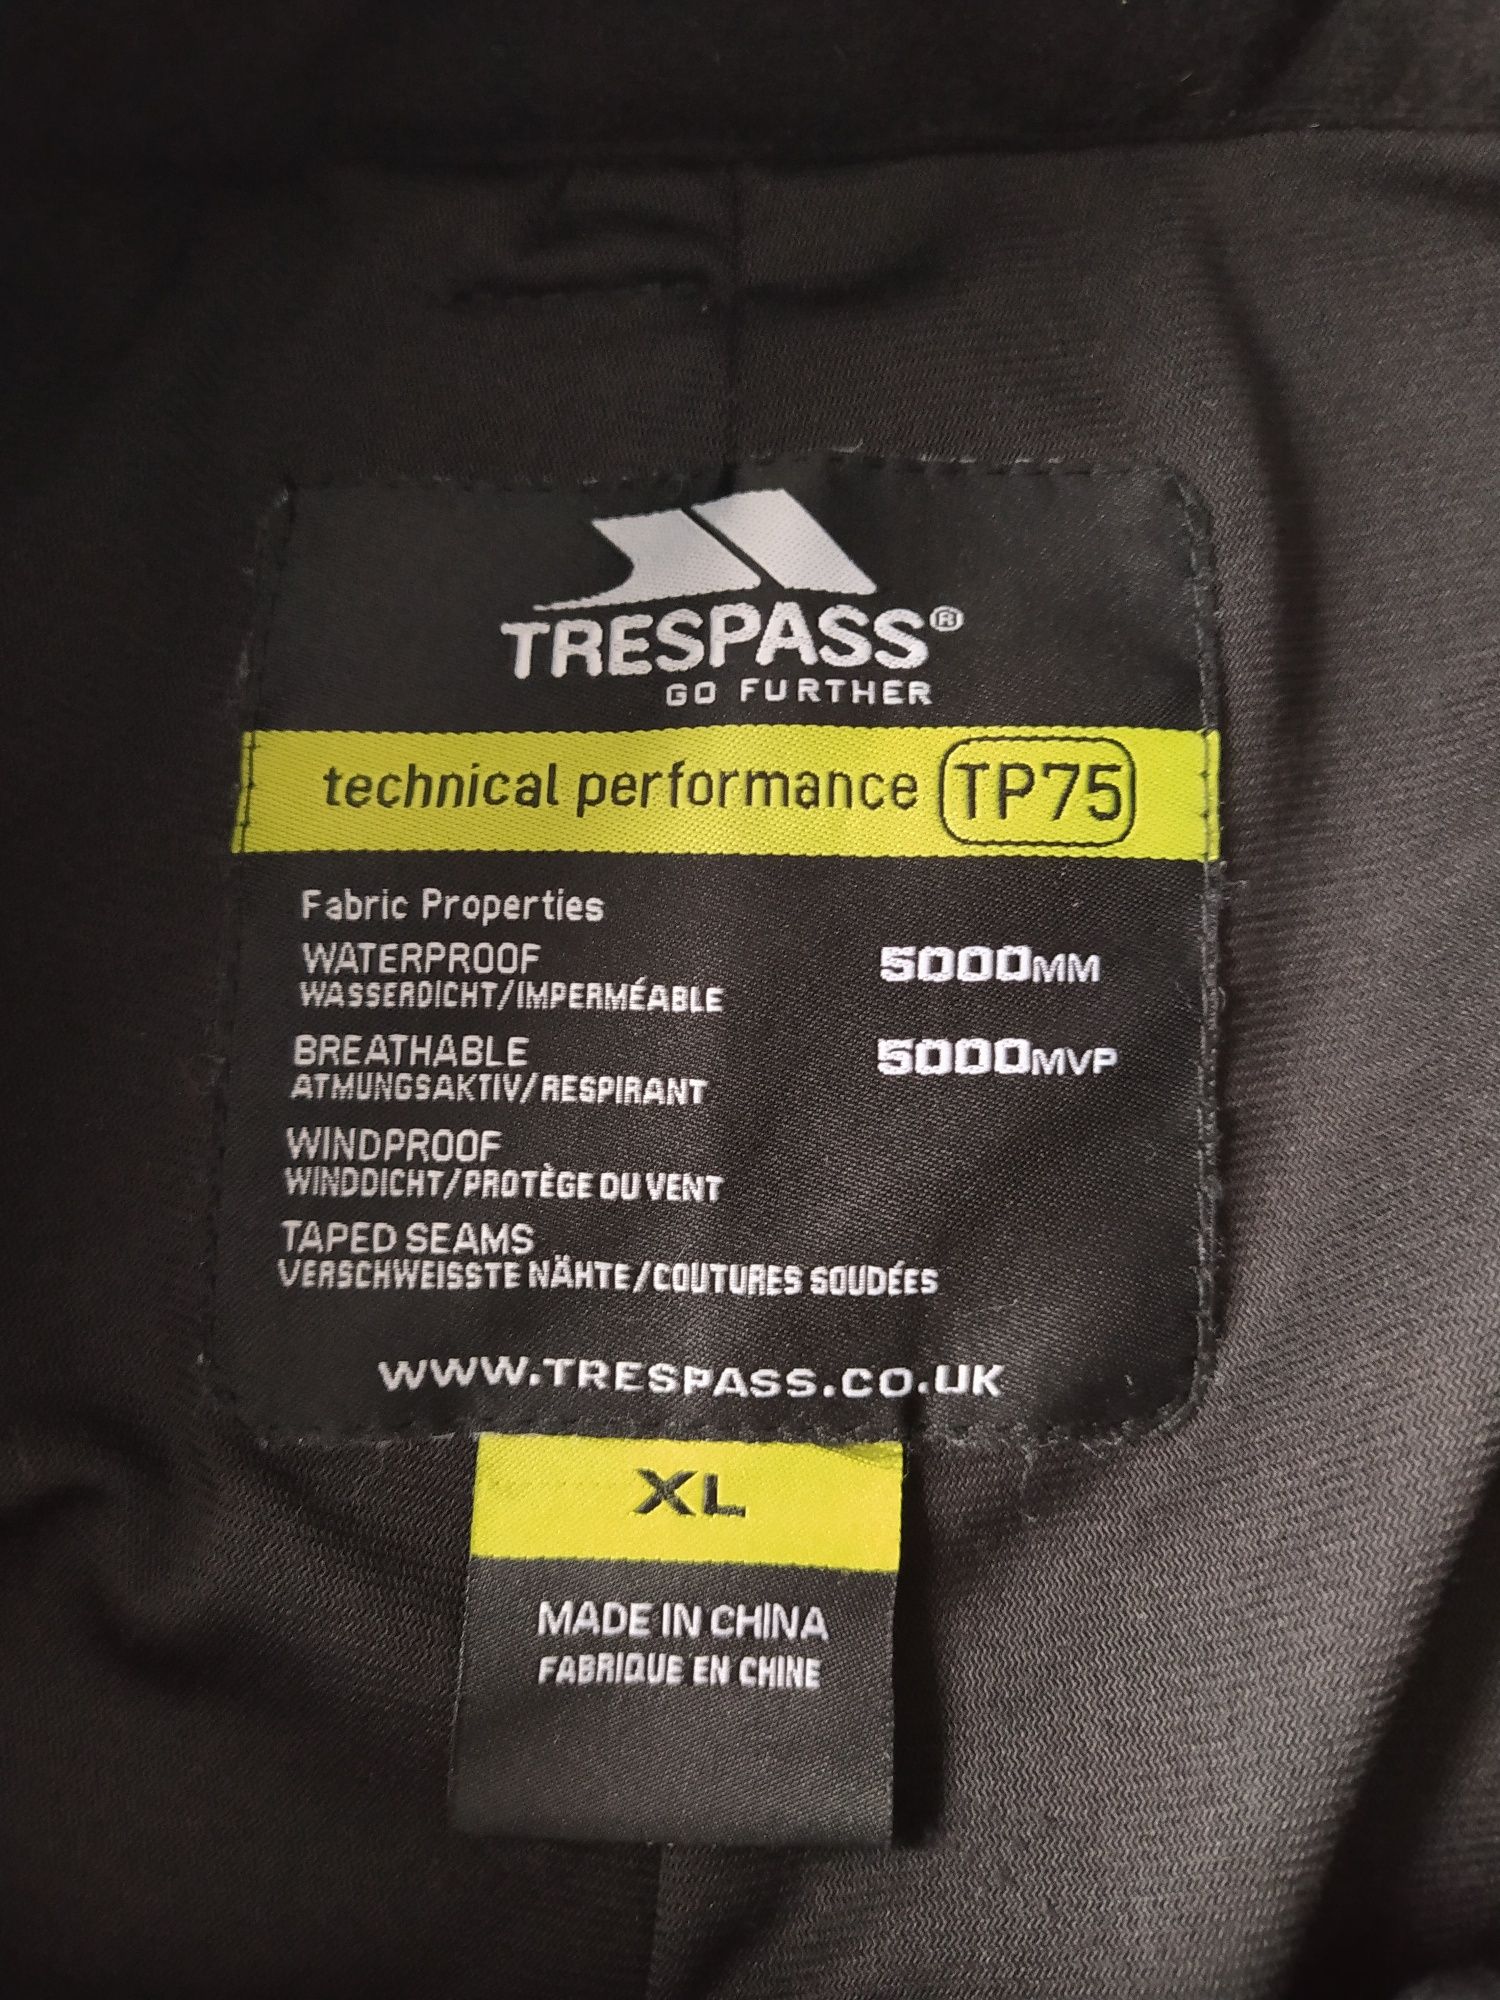 TRESPASS®
GO FURTHER
technical performance TP75
Fabric Properties
WATERPROOF 5000MM
WASSERDICHT/IMPERMÉABLE
BREATHABLE 5000MVP
ATMUNGSAKTIV/RESPIRANT
WINDPROOF
WINDDICHT/PROTÈGE DU VENT
TAPED SEAMS
VERSCHWEISSTE NÄHTE/COUTURES SOUDÉES
WWW.TRESPASS.CO.UK
XL
MADE IN CHINA
FABRIQUE EN CHINE